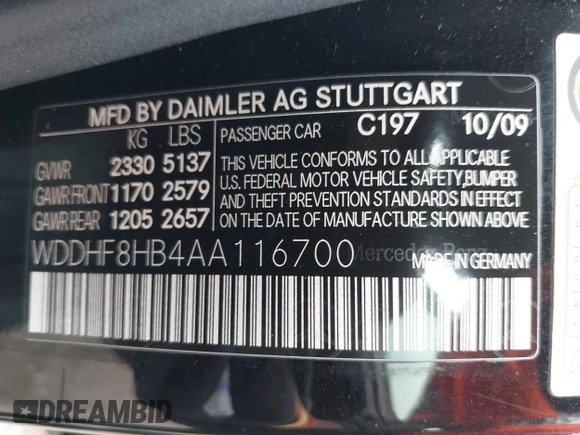 MFD BY DAIMLER AG STUTTGART
KG LBS
GVWR 2330 5137
GAWR FRONT 1170 2579
GAWR REAR 1205 2657
PASSENGER CAR C197 10/09
THIS VEHICLE CONFORMS TO ALL APPLICABLE
U.S. FEDERAL MOTOR VEHICLE SAFETY, BUMPER
AND THEFT PREVENTION STANDARDS IN EFFECT
ON THE DATE OF MANUFACTURE SHOWN ABOVE
WDDHF8HB4AA116700
Mercedes-Benz
MADE IN GERMANY
DREAMBID